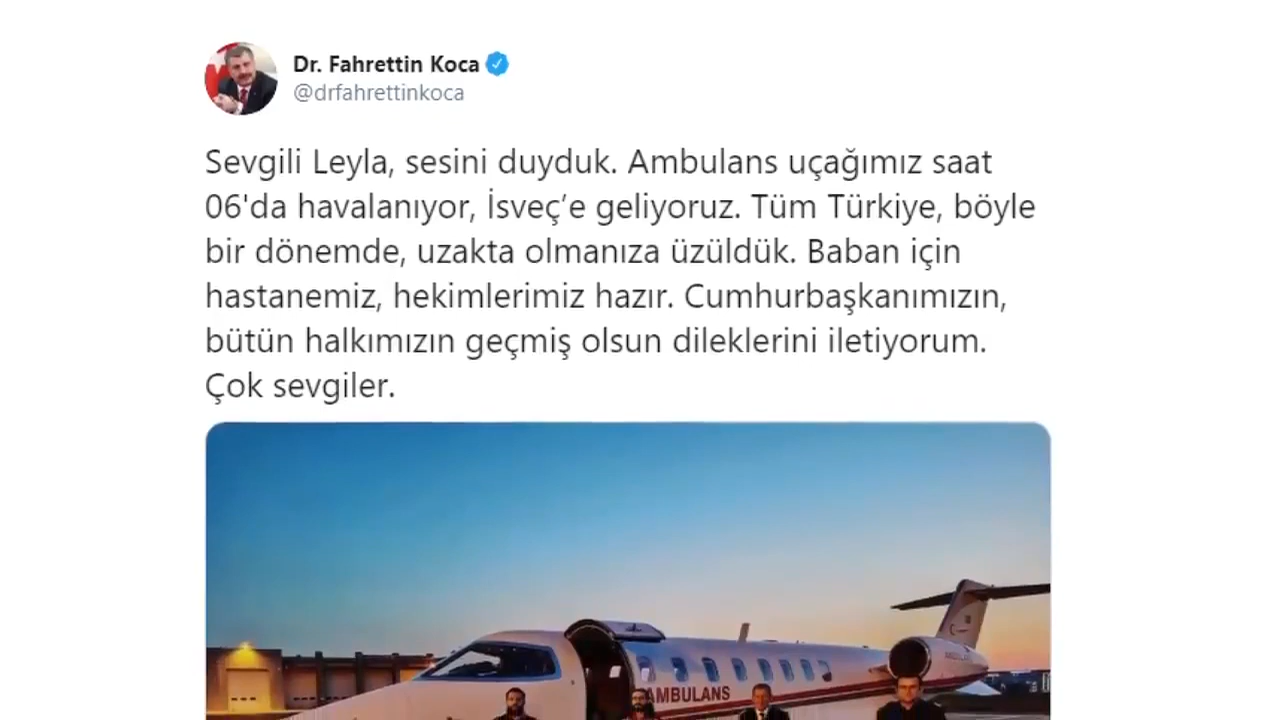 Dr. Fahrettin Koca
@drfahrettinkoca
Sevgili Leyla, sesini duyduk. Ambulans uçağımız saat
06'da havalanıyor, İsveç’e geliyoruz. Tüm Türkiye, böyle
bir dönemde, uzakta olmanıza üzüldük. Baban için
hastanemiz, hekimlerimiz hazır. Cumhurbaşkanımızın,
bütün halkımızın geçmiş olsun dileklerini iletiyorum.
Çok sevgiler.
AMBULANS